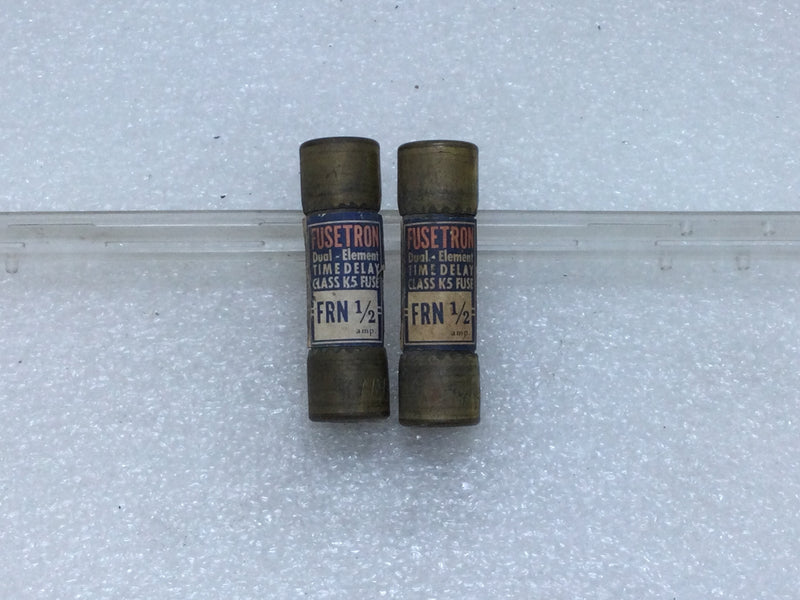 FUSETRON
Dual - Element
TIME DELAY
CLASS K5 FUSE
FRN 1/2
amp.
FUSETRON
Dual - Element
TIME DELAY
CLASS K5 FUSE
FRN 1/2
amp.